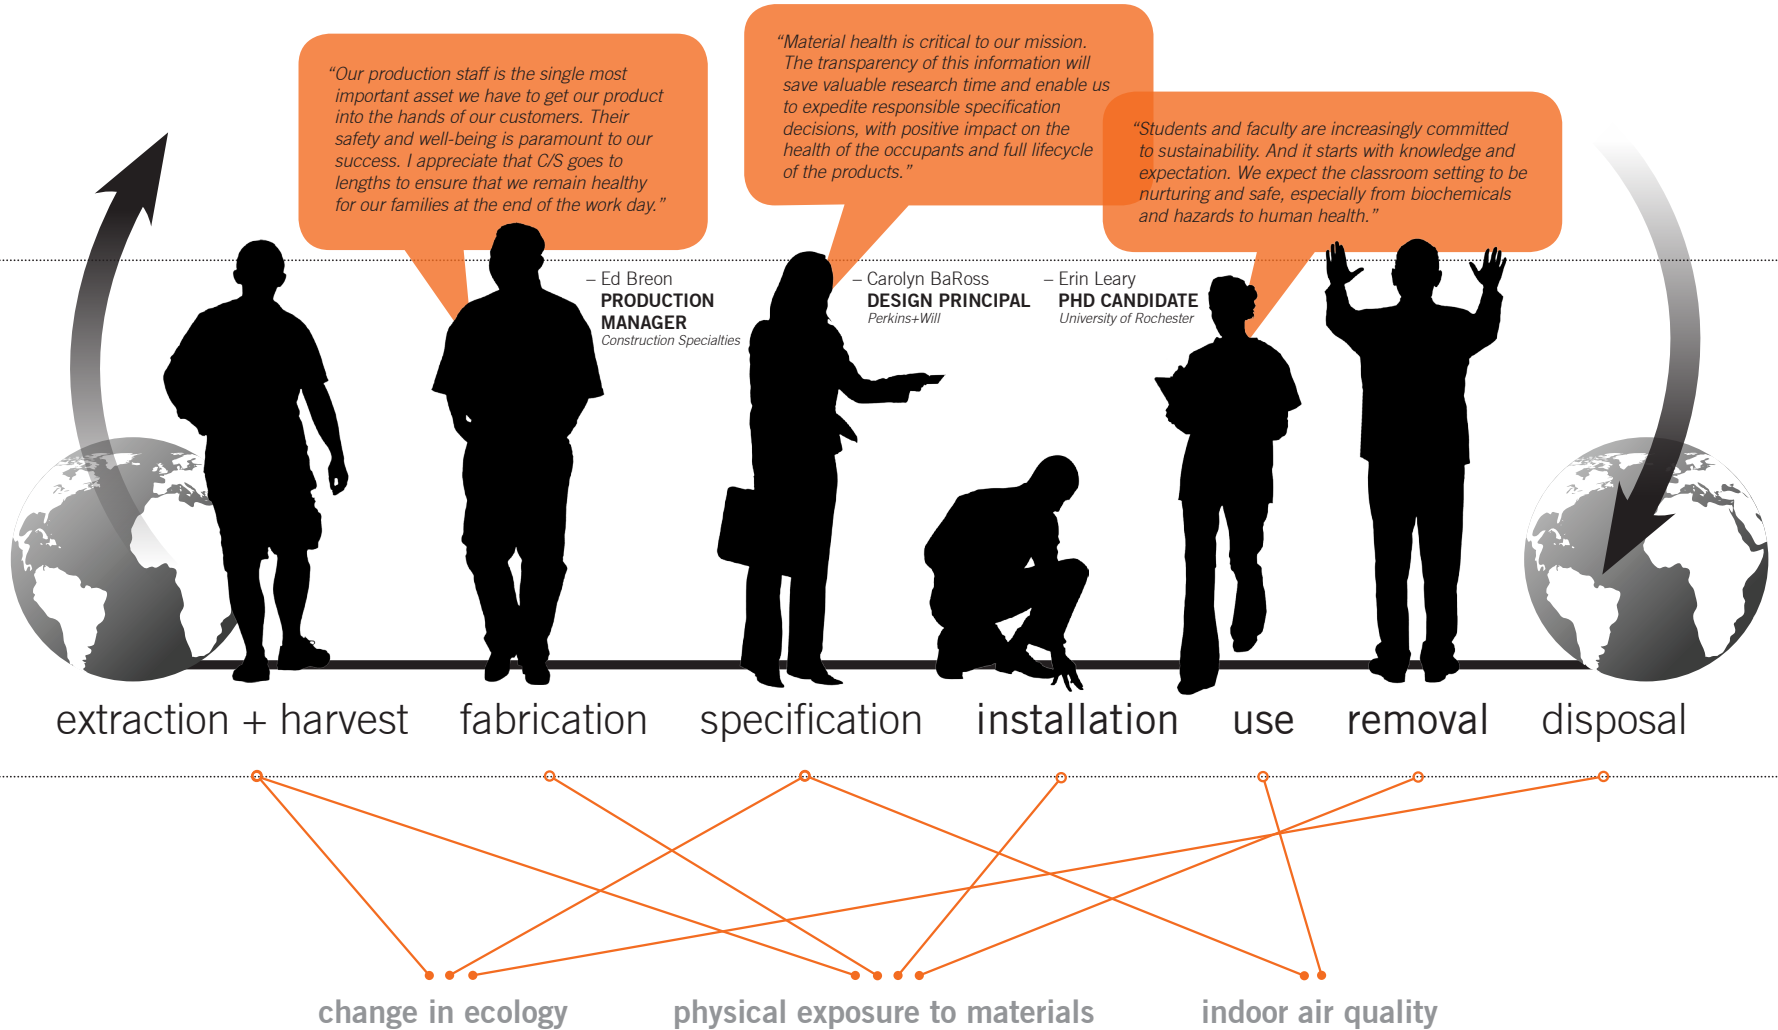 “Our production staff is the single most
important asset we have to get our product
into the hands of our customers. Their
safety and well-being is paramount to our
success. I appreciate that C/S goes to
lengths to ensure that we remain healthy
for our families at the end of the work day.”
– Ed Breon
PRODUCTION
MANAGER
Construction Specialties
“Material health is critical to our mission.
The transparency of this information will
save valuable research time and enable us
to expedite responsible specification
decisions, with positive impact on the
health of the occupants and full lifecycle
of the products.”
– Carolyn BaRoss
DESIGN PRINCIPAL
Perkins+Will
“Students and faculty are increasingly committed
to sustainability. And it starts with knowledge and
expectation. We expect the classroom setting to be
nurturing and safe, especially from biochemicals
and hazards to human health.”
– Erin Leary
PHD CANDIDATE
University of Rochester
extraction + harvest fabrication specification installation use removal disposal
change in ecology physical exposure to materials indoor air quality